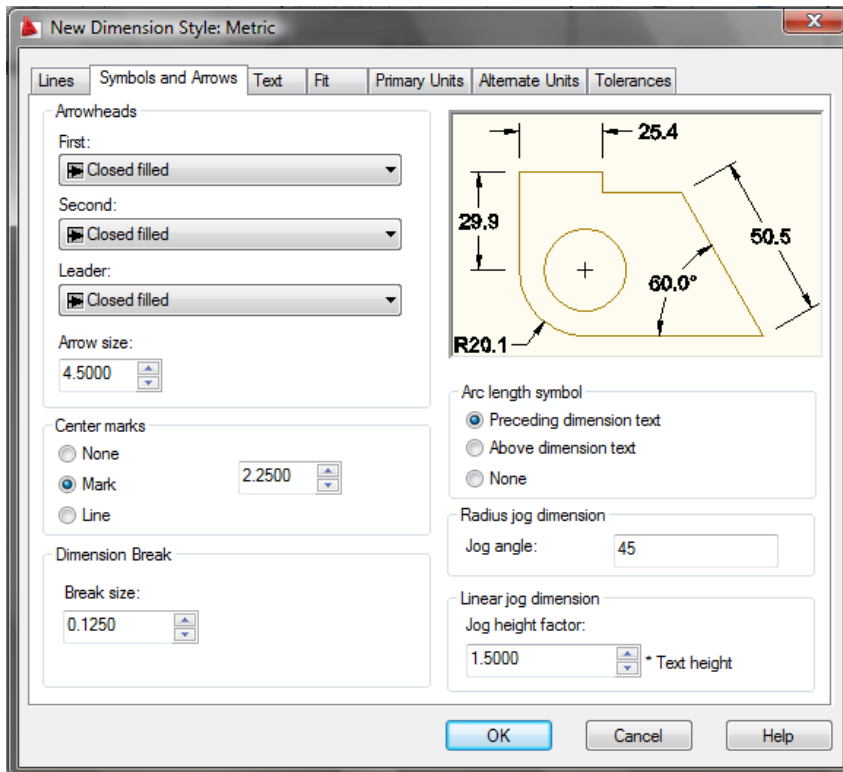 New Dimension Style: Metric
Lines Symbols and Arrows Text Fit Primary Units Alternate Units Tolerances
Arrowheads
First:
Closed filled
Second:
Closed filled
Leader:
Closed filled
Arrow size:
4.5000
Center marks
None
Mark
2.2500
Line
Dimension Break
Break size:
0.1250
25.4
29.9
50.5
60.0°
R20.1
Arc length symbol
Preceding dimension text
Above dimension text
None
Radius jog dimension
Jog angle: 45
Linear jog dimension
Jog height factor:
1.5000 * Text height
OK Cancel Help